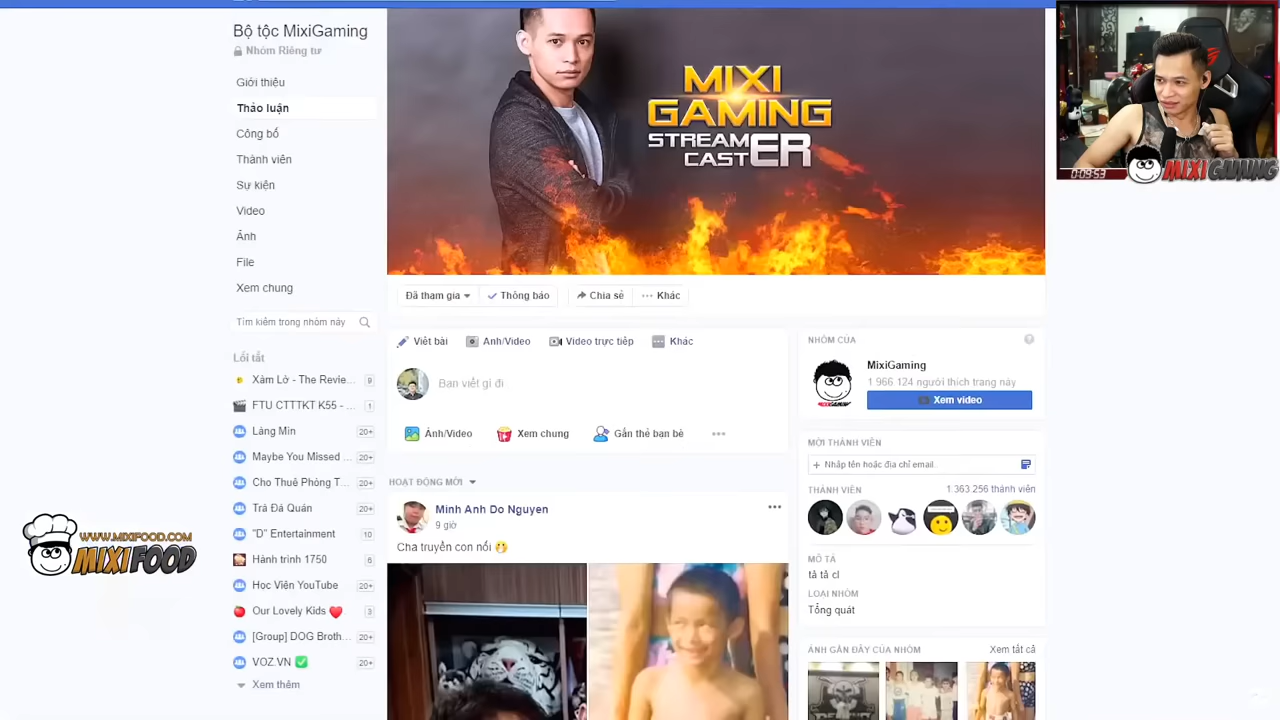 Bộ tộc MixiGaming
Nhóm Riêng tư
Giới thiệu
Thảo luận
Công bố
Thành viên
Sự kiện
Video
Ảnh
File
Xem chung
Tìm kiếm trong nhóm này
Lối tắt
Xàm Lờ - The Revie... 9
FTU CTTTKT K55 - ... 1
Láng Min 20+
Maybe You Missed ... 20+
Cho Thuê Phòng T... 20+
Trà Đá Quán 20+
"D" Entertainment 10
Hành trình 1750 6
Học Viện YouTube 20+
Our Lovely Kids ❤️ 3
[Group] DOG Broth... 20+
VOZ.VN ✅ 20+
Xem thêm
WWW.MIXIFOOD.COM
MIXIFOOD
MIXI
GAMING
STREAMER
CASTER
Đã tham gia
Thông báo
Chia sẻ
Khác
Viết bài
Ảnh/Video
Video trực tiếp
Khác
Bạn viết gì đi
Ảnh/Video
Xem chung
Gắn thẻ bạn bè
HOẠT ĐỘNG MỚI
Minh Anh Do Nguyen
9 giờ
Cha truyền con nối 🤭
0:09:53
MIXIGAMING
NHÓM CỦA
MixiGaming
1 966 124 người thích trang này
Xem video
MỜI THÀNH VIÊN
+ Nhập tên hoặc địa chỉ email..
THÀNH VIÊN
1 363 256 thành viên
MÔ TẢ
tả tả cl
LOẠI NHÓM
Tổng quát
ẢNH GẦN ĐÂY CỦA NHÓM
Xem tất cả